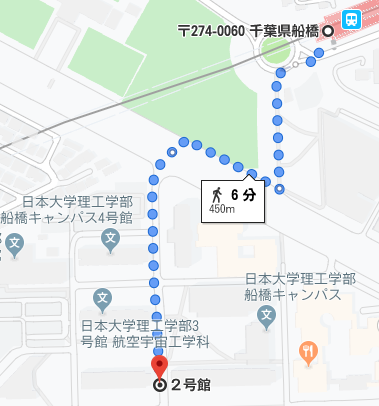 〒274-0060 千葉県船橋
6 分
450m
日本大学理工学部
船橋キャンパス4号館
日本大学理工学部
船橋キャンパス
日本大学理工学部3
号館 航空宇宙工学科
２号館